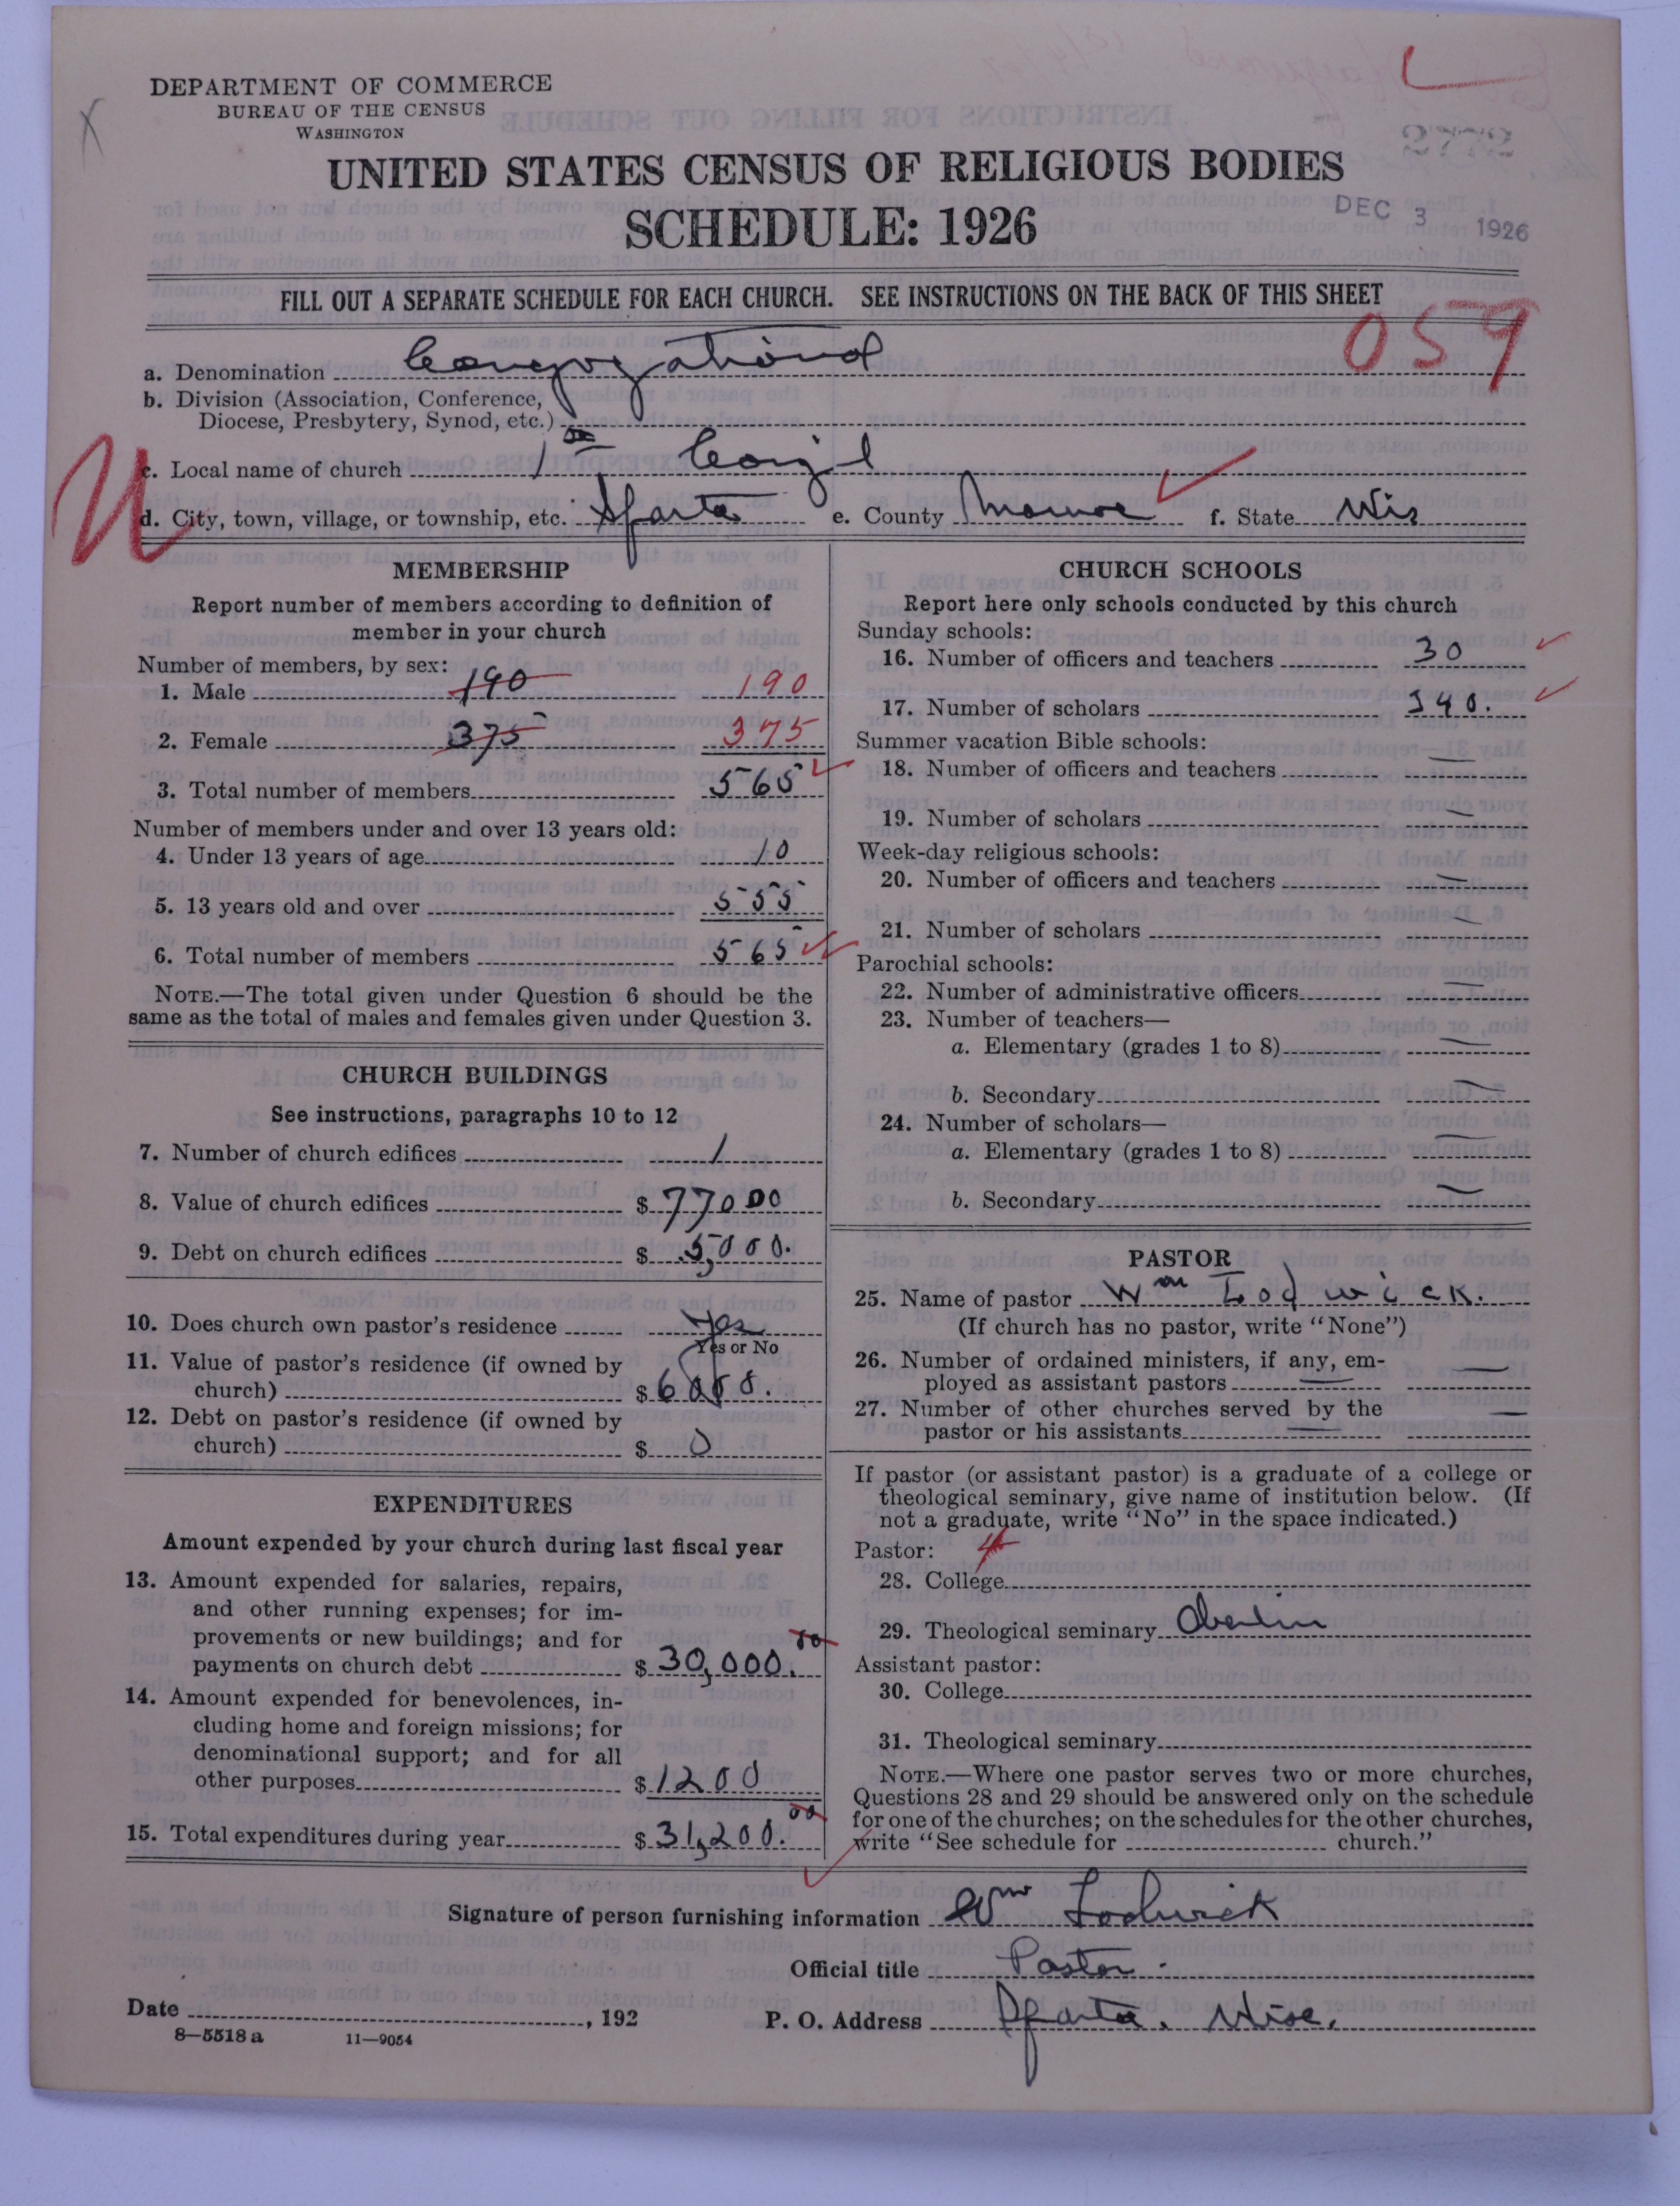 DEPARTMENT OF COMMERCE
BUREAU OF THE CENSUS
WASHINGTON
UNITED STATES CENSUS OF RELIGIOUS BODIES
SCHEDULE: 1926
DEC 3 1926
FILL OUT A SEPARATE SCHEDULE FOR EACH CHURCH. SEE INSTRUCTIONS ON THE BACK OF THIS SHEET
059
a. Denomination Congregational
b. Division (Association, Conference,
Diocese, Presbytery, Synod, etc.)
U
c. Local name of church 1st Cong'l
d. City, town, village, or township, etc. Sparta e. County Monroe f. State Wis
MEMBERSHIP
Report number of members according to definition of
member in your church
Number of members, by sex:
1. Male 190 190
2. Female 375 375
3. Total number of members 565
Number of members under and over 13 years old:
4. Under 13 years of age 10
5. 13 years old and over 555
6. Total number of members 565
NOTE.—The total given under Question 6 should be the
same as the total of males and females given under Question 3.
CHURCH BUILDINGS
See instructions, paragraphs 10 to 12
7. Number of church edifices 1
8. Value of church edifices $77000
9. Debt on church edifices $5,000.
10. Does church own pastor's residence Yes
Yes or No
11. Value of pastor's residence (if owned by
church) $6000.
12. Debt on pastor's residence (if owned by
church) $0
EXPENDITURES
Amount expended by your church during last fiscal year
13. Amount expended for salaries, repairs,
and other running expenses; for im-
provements or new buildings; and for
payments on church debt $30,000.00
14. Amount expended for benevolences, in-
cluding home and foreign missions; for
denominational support; and for all
other purposes $1200
15. Total expenditures during year $31,200.00
CHURCH SCHOOLS
Report here only schools conducted by this church
Sunday schools:
16. Number of officers and teachers 30
17. Number of scholars 340.
Summer vacation Bible schools:
18. Number of officers and teachers —
19. Number of scholars —
Week-day religious schools:
20. Number of officers and teachers —
21. Number of scholars —
Parochial schools:
22. Number of administrative officers —
23. Number of teachers—
a. Elementary (grades 1 to 8) —
b. Secondary —
24. Number of scholars—
a. Elementary (grades 1 to 8) —
b. Secondary —
PASTOR
25. Name of pastor Wm Lodwick.
(If church has no pastor, write "None")
26. Number of ordained ministers, if any, em-
ployed as assistant pastors — —
27. Number of other churches served by the
pastor or his assistants — —
If pastor (or assistant pastor) is a graduate of a college or
theological seminary, give name of institution below. (If
not a graduate, write "No" in the space indicated.)
Pastor: 4
28. College
29. Theological seminary Oberlin
Assistant pastor:
30. College
31. Theological seminary
NOTE.—Where one pastor serves two or more churches,
Questions 28 and 29 should be answered only on the schedule
for one of the churches; on the schedules for the other churches,
write "See schedule for church."
Signature of person furnishing information Wm Lodwick
Official title Pastor.
Date , 192 P. O. Address Sparta. Wise.
8—5518 a 11—9054